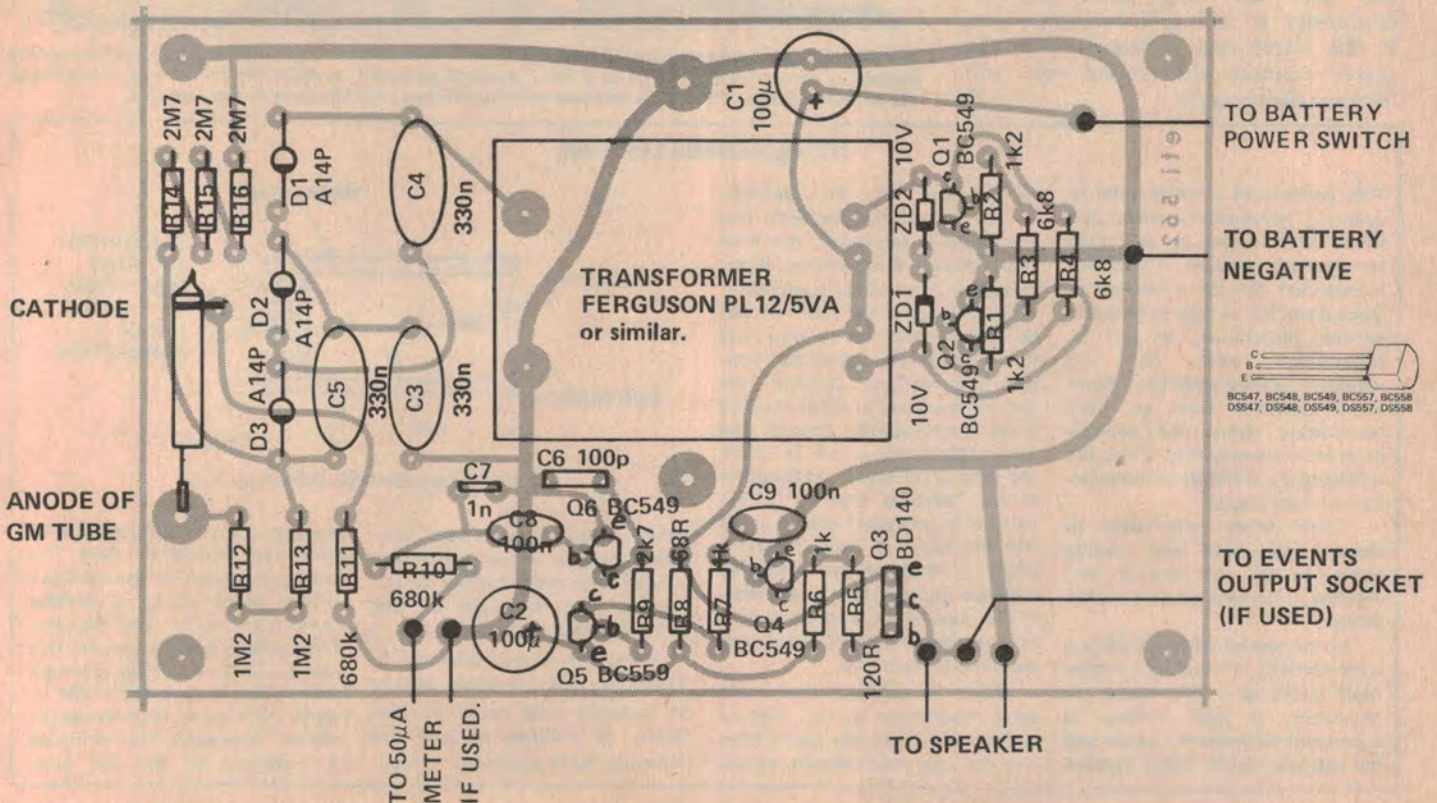 2M7
2M7
2M7
R14
R15
R16
D1
A14P
C4
330n
C1
100μ
+
TO BATTERY
POWER SWITCH
10V
Q1
BC549
1k2
ZD2
R2
6k8
eti 562
TO BATTERY
NEGATIVE
TRANSFORMER
FERGUSON PL12/5VA
or similar.
CATHODE
D2
A14P
A14P
D3
C5
330n
C3
330n
ZD1
10V
Q2
BC549
R1
1k2
R3
R4
6k8
C
B
E
BC547, BC548, BC549, BC557, BC558
DS547, DS548, DS549, DS557, DS558
ANODE OF
GM TUBE
C7
1n
C6 100p
Q6
BC549
C8
100n
e
b
c
C9 100n
R12
1M2
R13
1M2
R11
680k
R10
680k
C2
100μ
+
c
b
e
Q5 BC559
2k7
R9
68R
R8
1k
R7
Q4
BC549
1k
R6
R5
120R
Q3
BD140
e
c
b
TO EVENTS
OUTPUT SOCKET
(IF USED)
TO 50μA
METER
IF USED.
TO SPEAKER